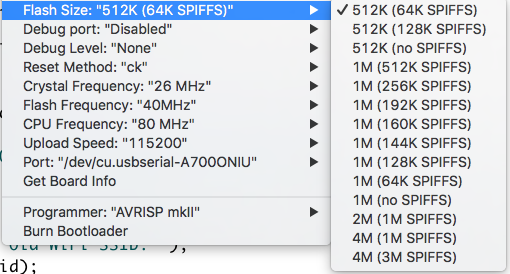 Flash Size: "512K (64K SPIFFS)"
Debug port: "Disabled"
Debug Level: "None"
Reset Method: "ck"
Crystal Frequency: "26 MHz"
Flash Frequency: "40MHz"
CPU Frequency: "80 MHz"
Upload Speed: "115200"
Port: "/dev/cu.usbserial-A700ONIU"
Get Board Info
Programmer: "AVRISP mkII"
Burn Bootloader
id);
512K (64K SPIFFS)
512K (128K SPIFFS)
512K (no SPIFFS)
1M (512K SPIFFS)
1M (256K SPIFFS)
1M (192K SPIFFS)
1M (160K SPIFFS)
1M (144K SPIFFS)
1M (128K SPIFFS)
1M (64K SPIFFS)
1M (no SPIFFS)
2M (1M SPIFFS)
4M (1M SPIFFS)
4M (3M SPIFFS)